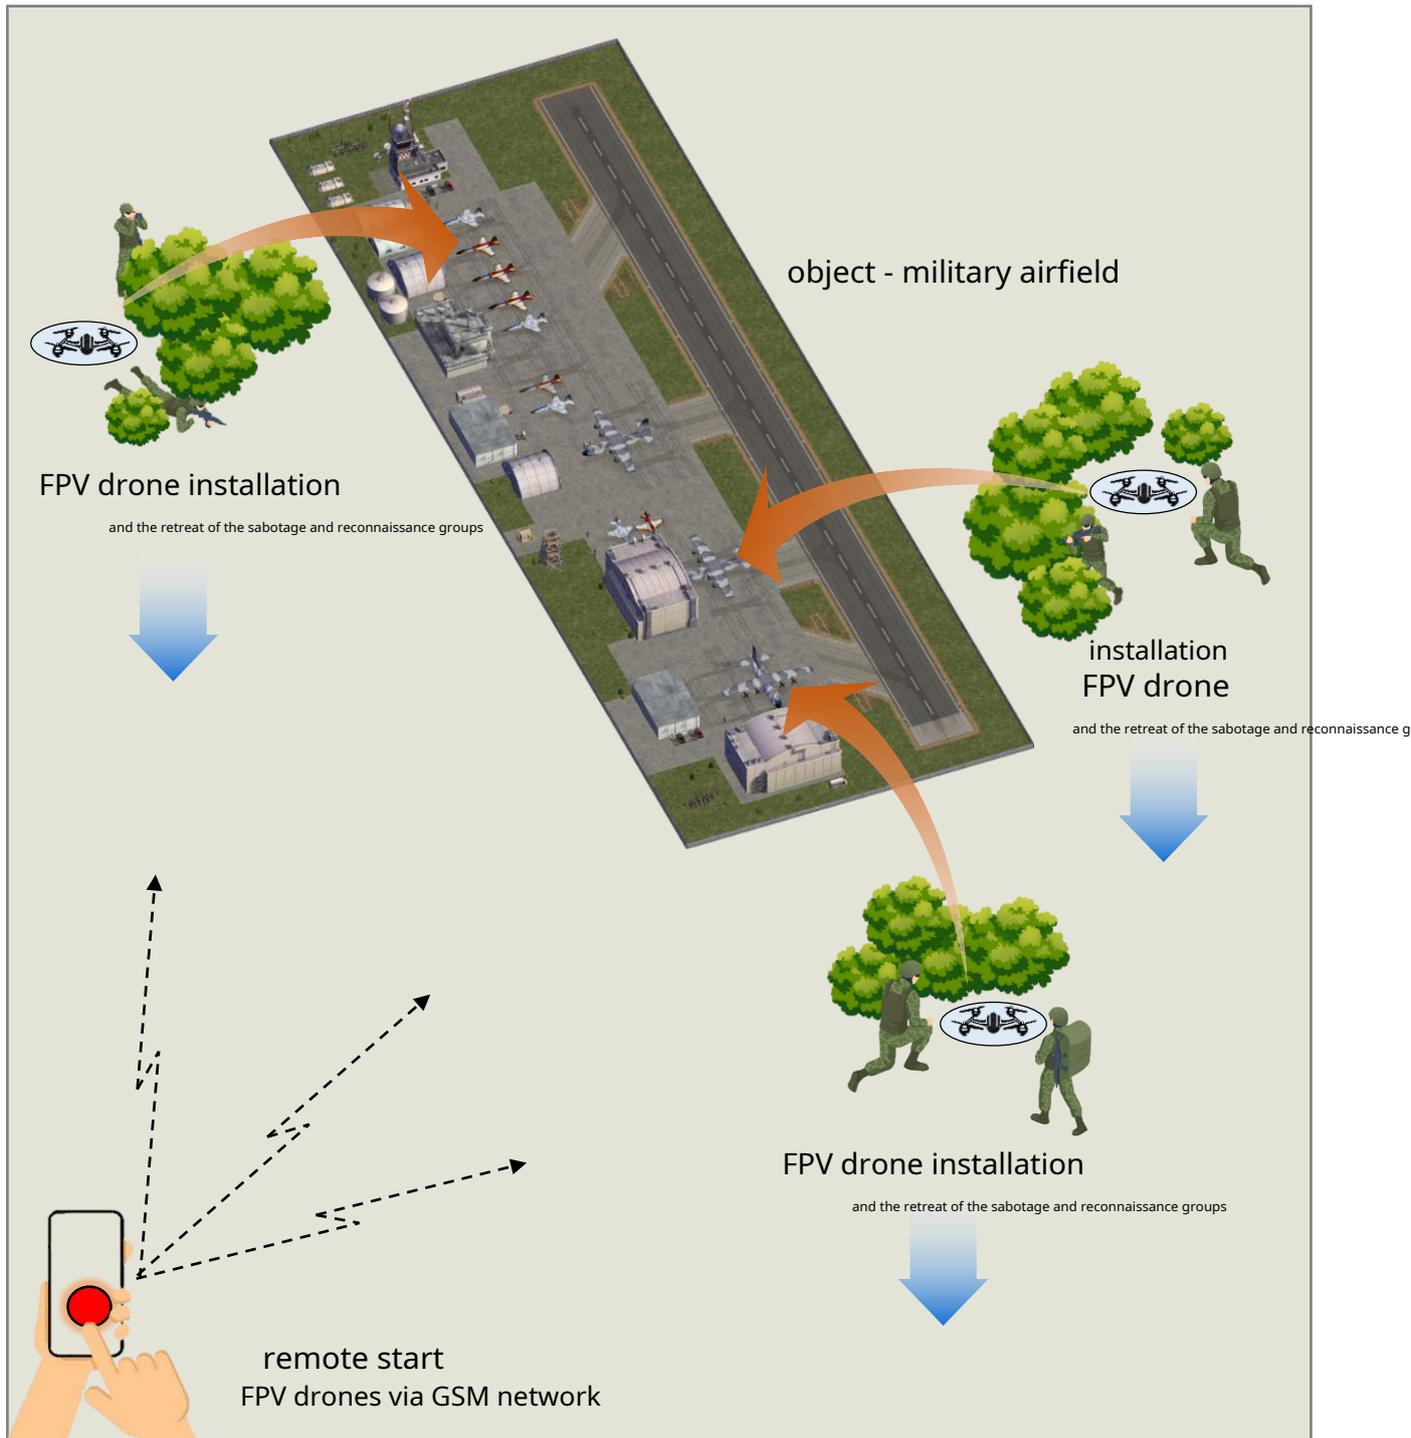 object - military airfield
FPV drone installation
and the retreat of the sabotage and reconnaissance groups
installation
FPV drone
and the retreat of the sabotage and reconnaissance g
FPV drone installation
and the retreat of the sabotage and reconnaissance groups
remote start
FPV drones via GSM network